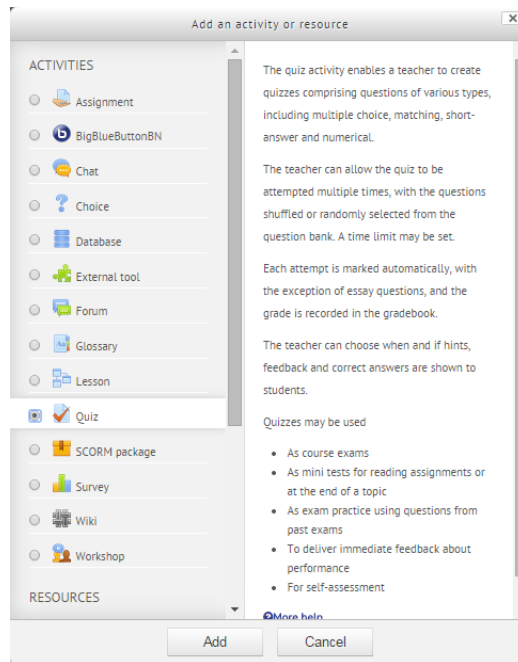 Add an activity or resource
ACTIVITIES
Assignment
BigBlueButtonBN
Chat
Choice
Database
External tool
Forum
Glossary
Lesson
Quiz
SCORM package
Survey
Wiki
Workshop
RESOURCES
The quiz activity enables a teacher to create
quizzes comprising questions of various types,
including multiple choice, matching, short-
answer and numerical.
The teacher can allow the quiz to be
attempted multiple times, with the questions
shuffled or randomly selected from the
question bank. A time limit may be set.
Each attempt is marked automatically, with
the exception of essay questions, and the
grade is recorded in the gradebook.
The teacher can choose when and if hints,
feedback and correct answers are shown to
students.
Quizzes may be used
• As course exams
• As mini tests for reading assignments or
at the end of a topic
• As exam practice using questions from
past exams
• To deliver immediate feedback about
performance
• For self-assessment
More help
Add
Cancel